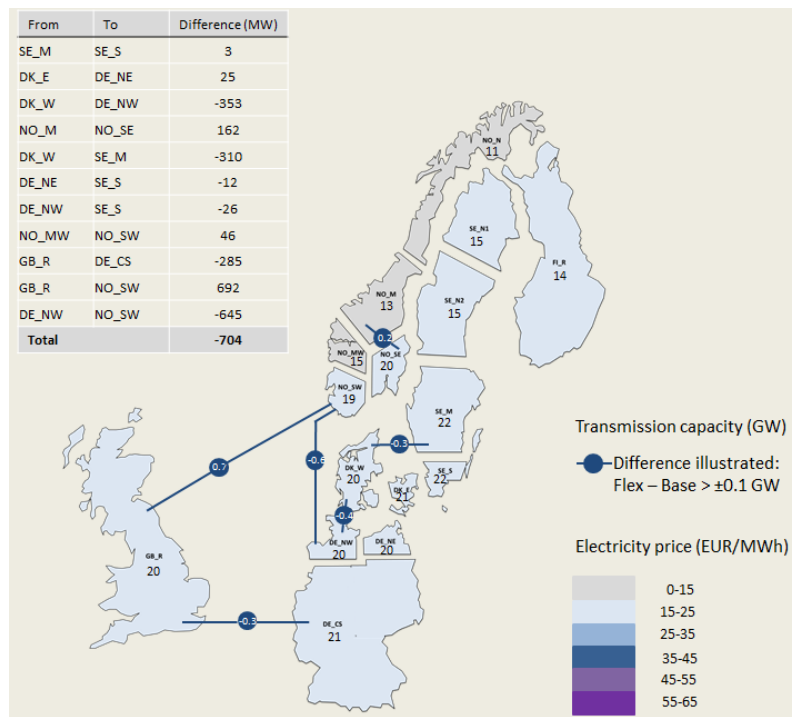 From To Difference (MW)
SE_M SE_S 3
DK_E DE_NE 25
DK_W DE_NW -353
NO_M NO_SE 162
DK_W SE_M -310
DE_NE SE_S -12
DE_NW SE_S -26
NO_MW NO_SW 46
GB_R DE_CS -285
GB_R NO_SW 692
DE_NW NO_SW -645
Total -704
NO_N
11
SE_N1
15
FI_R
14
NO_M
13
SE_N2
15
0.2
NO_MW
15
NO_SE
20
NO_SW
19
SE_M
22
-0.3
0.7
-0.6
DK_W
20
DK_E
21
SE_S
22
-0.4
DE_NW
20
DE_NE
20
GB_R
20
-0.3
DE_CS
21
Transmission capacity (GW)
Difference illustrated:
Flex – Base > ±0.1 GW
Electricity price (EUR/MWh)
0-15
15-25
25-35
35-45
45-55
55-65